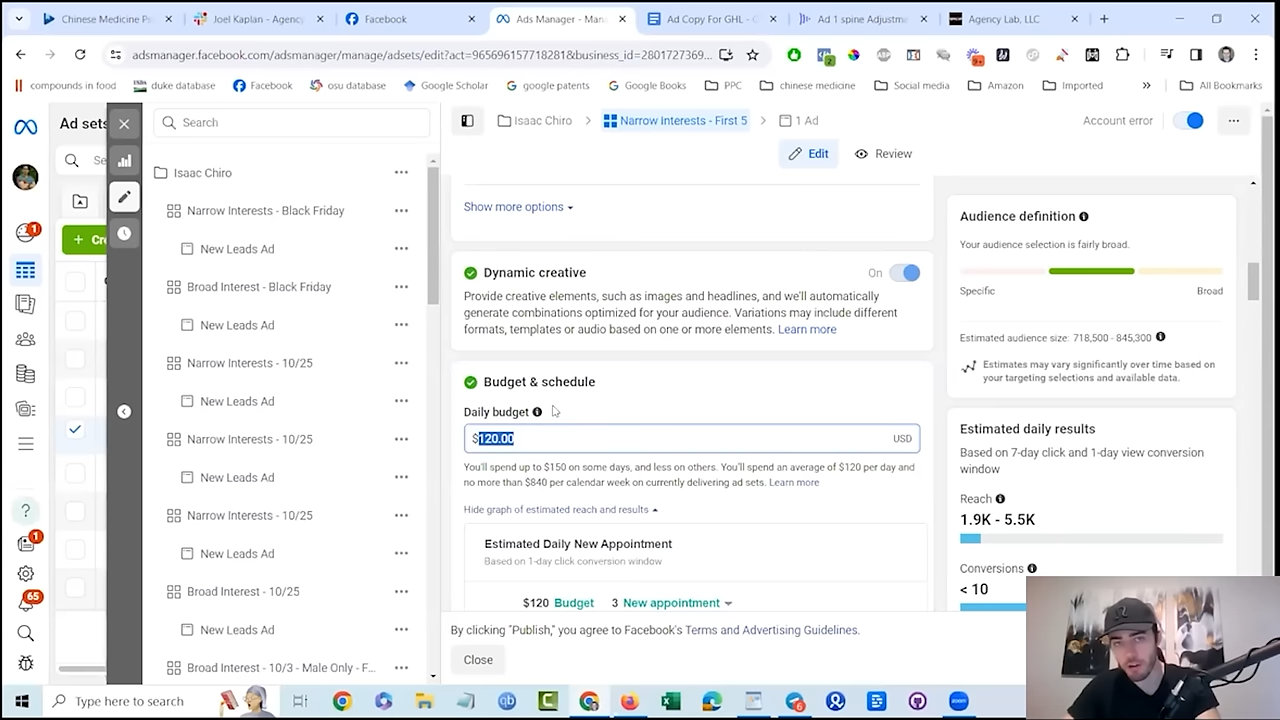 Chinese Medicine Ps
Joel Kaplan - Agency
Facebook
Ads Manager - Man
Ad Copy For GHL - G
Ad 1 spine Adjustme
Agency Lab, LLC
adsmanager.facebook.com/adsmanager/manage/adsets/edit?act=965696157718281&business_id=2801727369...
2
9+
compounds in food
duke database
Facebook
osu database
Google Scholar
google patents
Google Books
PPC
chinese medicine
Social media
Amazon
Imported
»
All Bookmarks
Ad sets
Se
+ Cre
1
1
65
Search
Isaac Chiro
Narrow Interests - Black Friday
New Leads Ad
Broad Interest - Black Friday
New Leads Ad
Narrow Interests - 10/25
New Leads Ad
Narrow Interests - 10/25
New Leads Ad
Narrow Interests - 10/25
New Leads Ad
Broad Interest - 10/25
New Leads Ad
Broad Interest - 10/3 - Male Only - F...
Isaac Chiro
Narrow Interests - First 5
1 Ad
Account error
Edit
Review
Show more options
Dynamic creative
On
Provide creative elements, such as images and headlines, and we'll automatically
generate combinations optimized for your audience. Variations may include different
formats, templates or audio based on one or more elements. Learn more
Budget & schedule
Daily budget
$120.00
USD
You'll spend up to $150 on some days, and less on others. You'll spend an average of $120 per day and
no more than $840 per calendar week on currently delivering ad sets. Learn more
Hide graph of estimated reach and results
Estimated Daily New Appointment
Based on 1-day click conversion window
$120 Budget 3 New appointment
By clicking "Publish," you agree to Facebook's Terms and Advertising Guidelines.
Close
Audience definition
Your audience selection is fairly broad.
Specific
Broad
Estimated audience size: 718,500 - 845,300
Estimates may vary significantly over time based on
your targeting selections and available data.
Estimated daily results
Based on 7-day click and 1-day view conversion
window
Reach
1.9K - 5.5K
Conversions
< 10
Type here to search
qb